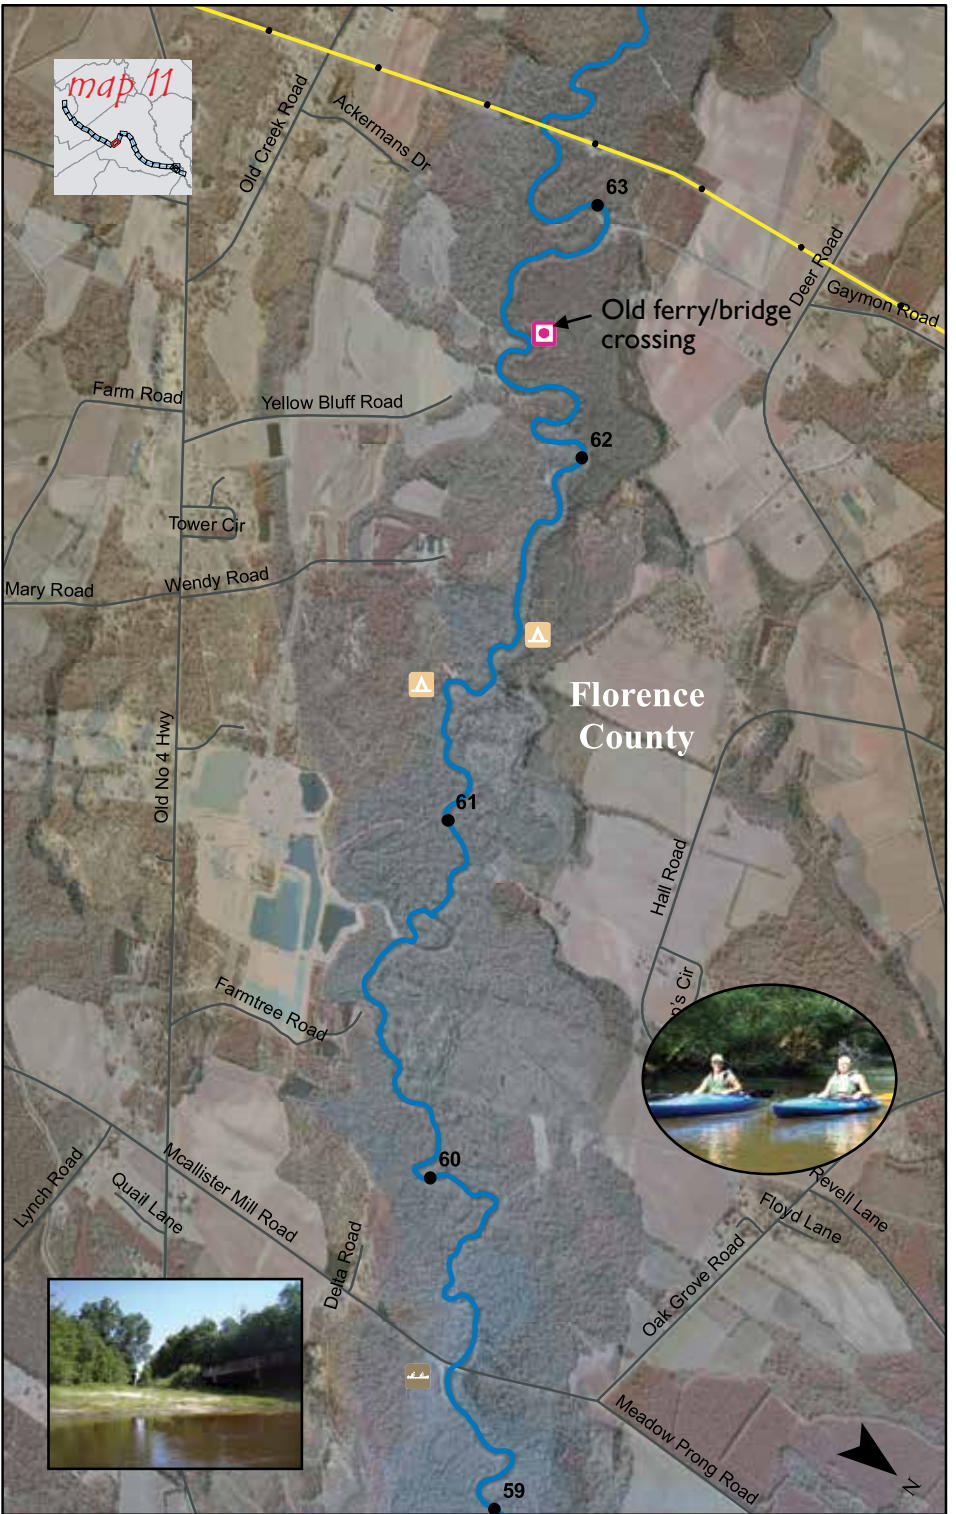 map 11
Old Creek Road
Ackermans Dr
63
Deer Road
Gaymon Road
Old ferry/bridge
crossing
Farm Road
Yellow Bluff Road
62
Tower Cir
Mary Road
Wendy Road
Florence
County
Old No 4 Hwy
61
Hall Road
p's Cir
Farmtree Road
60
Lynch Road
Quail Lane
Mcallister Mill Road
Delta Road
Revell Lane
Floyd Lane
Oak Grove Road
Meadow Prong Road
59
N